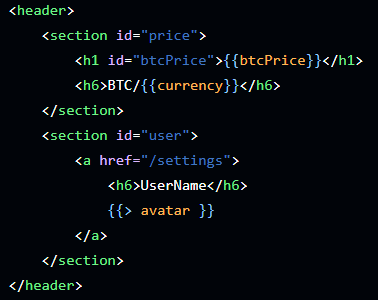 <header>
    <section id="price">
        <h1 id="btcPrice">{{btcPrice}}</h1>
        <h6>BTC/{{currency}}</h6>
    </section>
    <section id="user">
        <a href="/settings">
            <h6>UserName</h6>
            {{> avatar }}
        </a>
    </section>
</header>